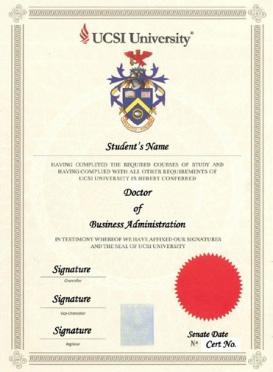 UCSI University
Student's Name
HAVING COMPLETED THE REQUIRED COURSES OF STUDY AND
HAVING COMPLIED WITH ALL OTHER REQUIREMENTS OF
UCSI UNIVERSITY IS HEREBY CONFERRED
Doctor
of
Business Administration
IN TESTIMONY WHEREOF WE HAVE AFFIXED OUR SIGNATURES
AND THE SEAL OF UCSI UNIVERSITY
Signature
Chancellor
Signature
Vice-Chancellor
Signature
Registrar
Senate Date
Nº Cert No.